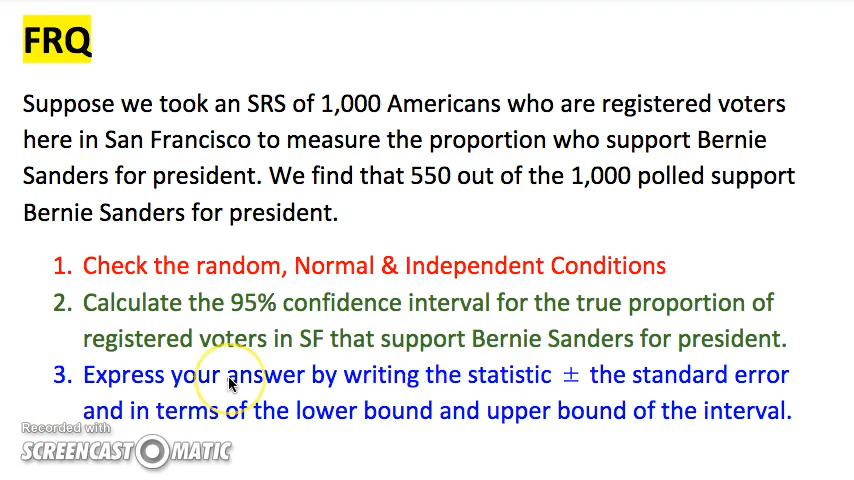 FRQ
Suppose we took an SRS of 1,000 Americans who are registered voters
here in San Francisco to measure the proportion who support Bernie
Sanders for president. We find that 550 out of the 1,000 polled support
Bernie Sanders for president.
1. Check the random, Normal & Independent Conditions
2. Calculate the 95% confidence interval for the true proportion of
registered voters in SF that support Bernie Sanders for president.
3. Express your answer by writing the statistic ± the standard error
and in terms of the lower bound and upper bound of the interval.
Recorded with
SCREENCAST O MATIC